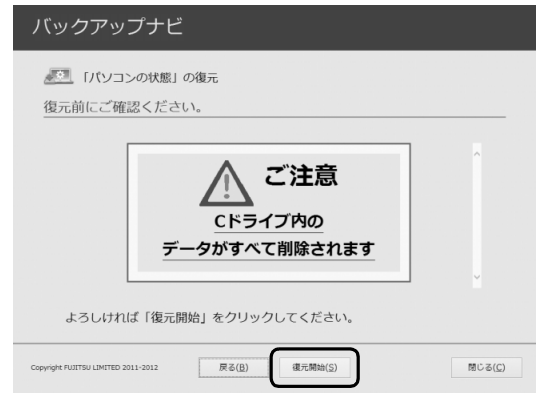 バックアップナビ
「パソコンの状態」の復元
復元前にご確認ください。
ご注意
Cドライブ内の
データがすべて削除されます
よろしければ「復元開始」をクリックしてください。
Copyright FUJITSU LIMITED 2011-2012
戻る(B)
復元開始(S)
閉じる(C)